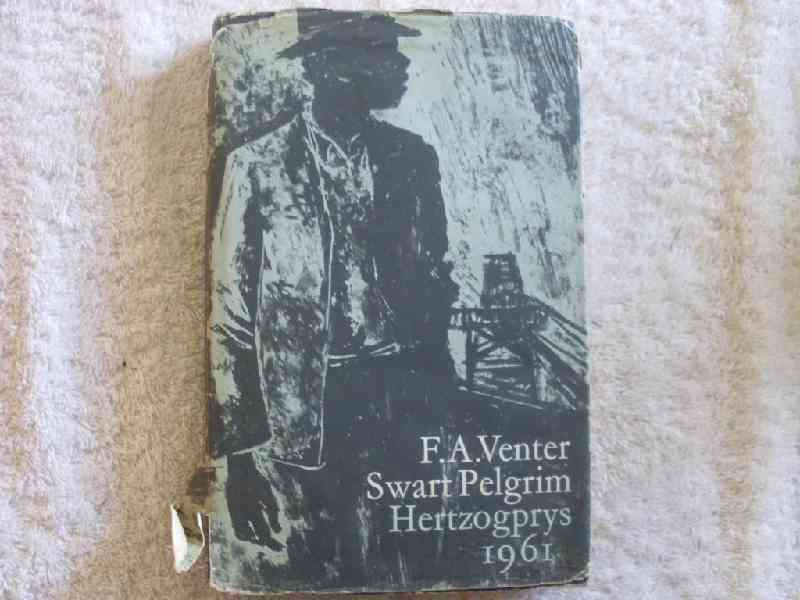 F.A.Venter
Swart Pelgrim
Hertzogprys
1961